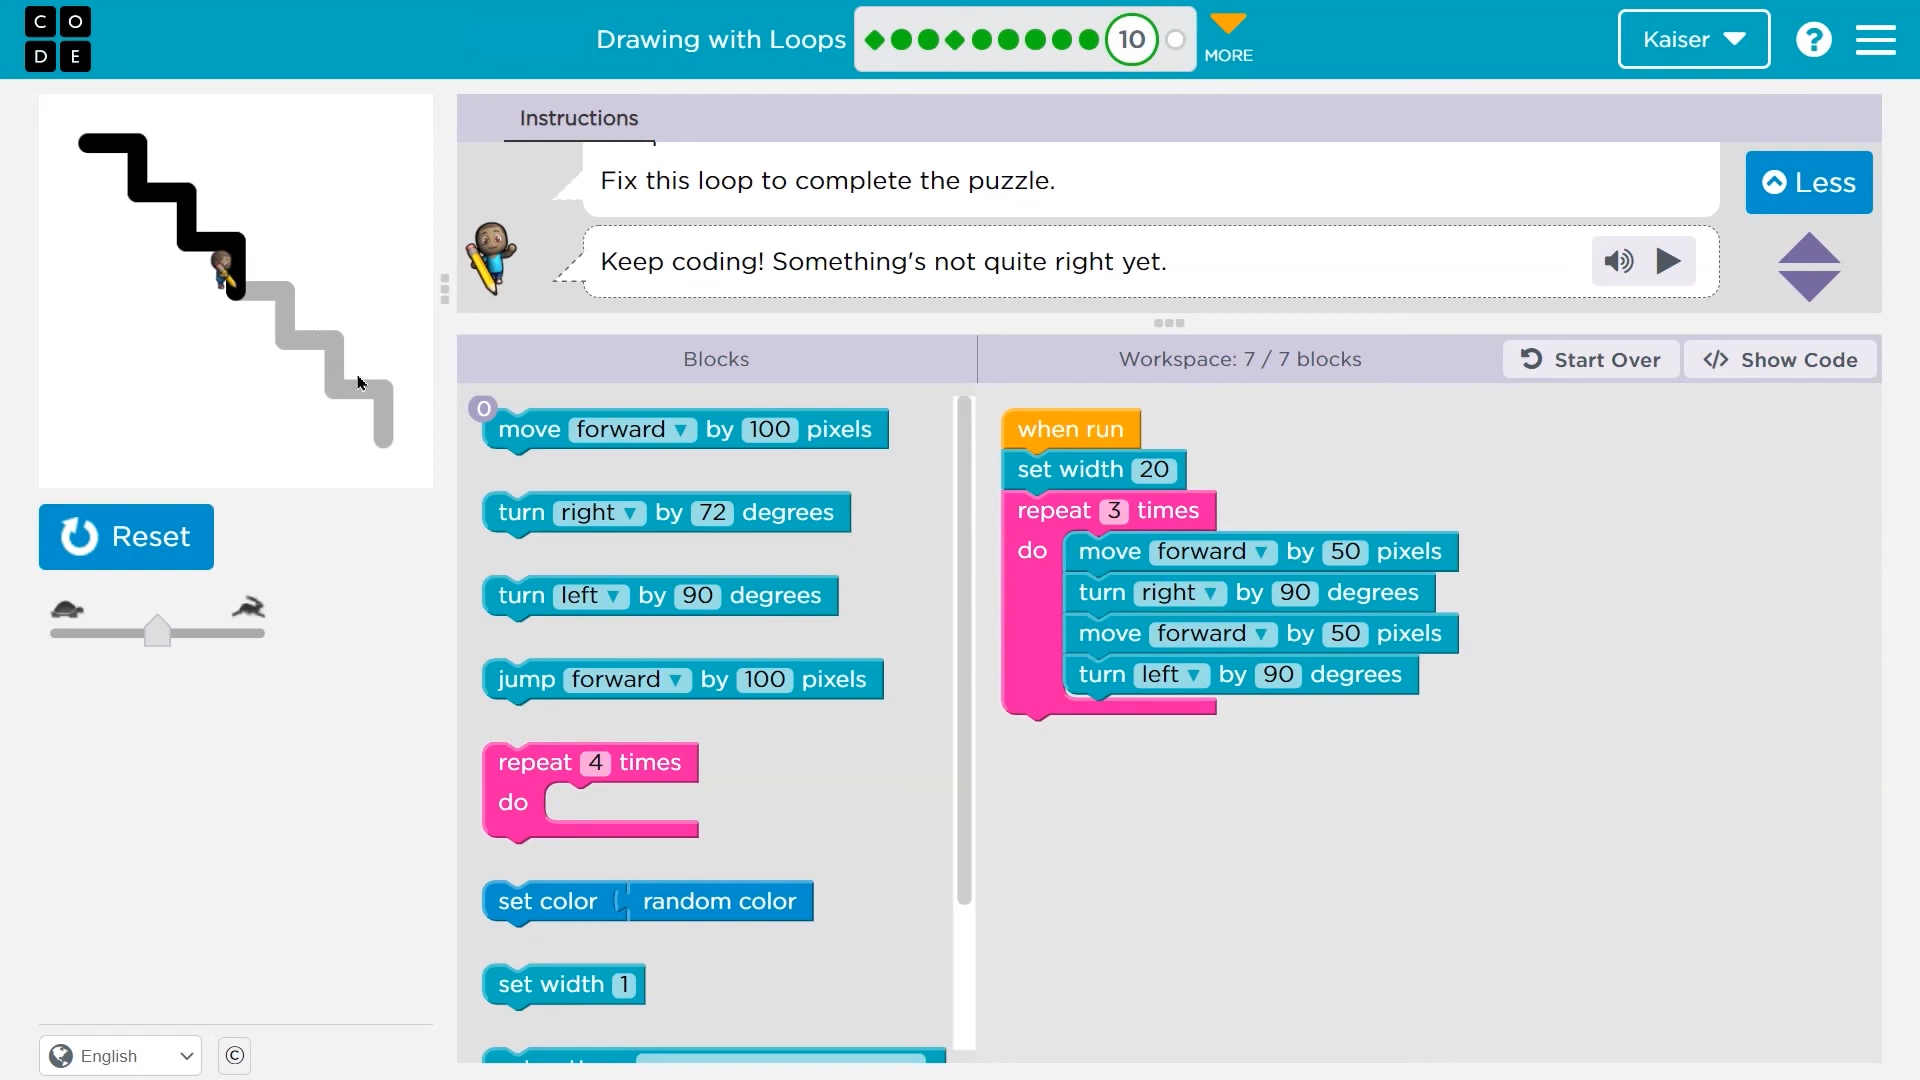 C O
D E
Drawing with Loops
10
MORE
Kaiser
?
Instructions
Fix this loop to complete the puzzle.
Less
Keep coding! Something's not quite right yet.
Blocks
Workspace: 7 / 7 blocks
Start Over
</> Show Code
0
move forward ▼ by 100 pixels
turn right ▼ by 72 degrees
turn left ▼ by 90 degrees
jump forward ▼ by 100 pixels
repeat 4 times
do
set color random color
set width 1
when run
set width 20
repeat 3 times
do
move forward ▼ by 50 pixels
turn right ▼ by 90 degrees
move forward ▼ by 50 pixels
turn left ▼ by 90 degrees
Reset
English
©